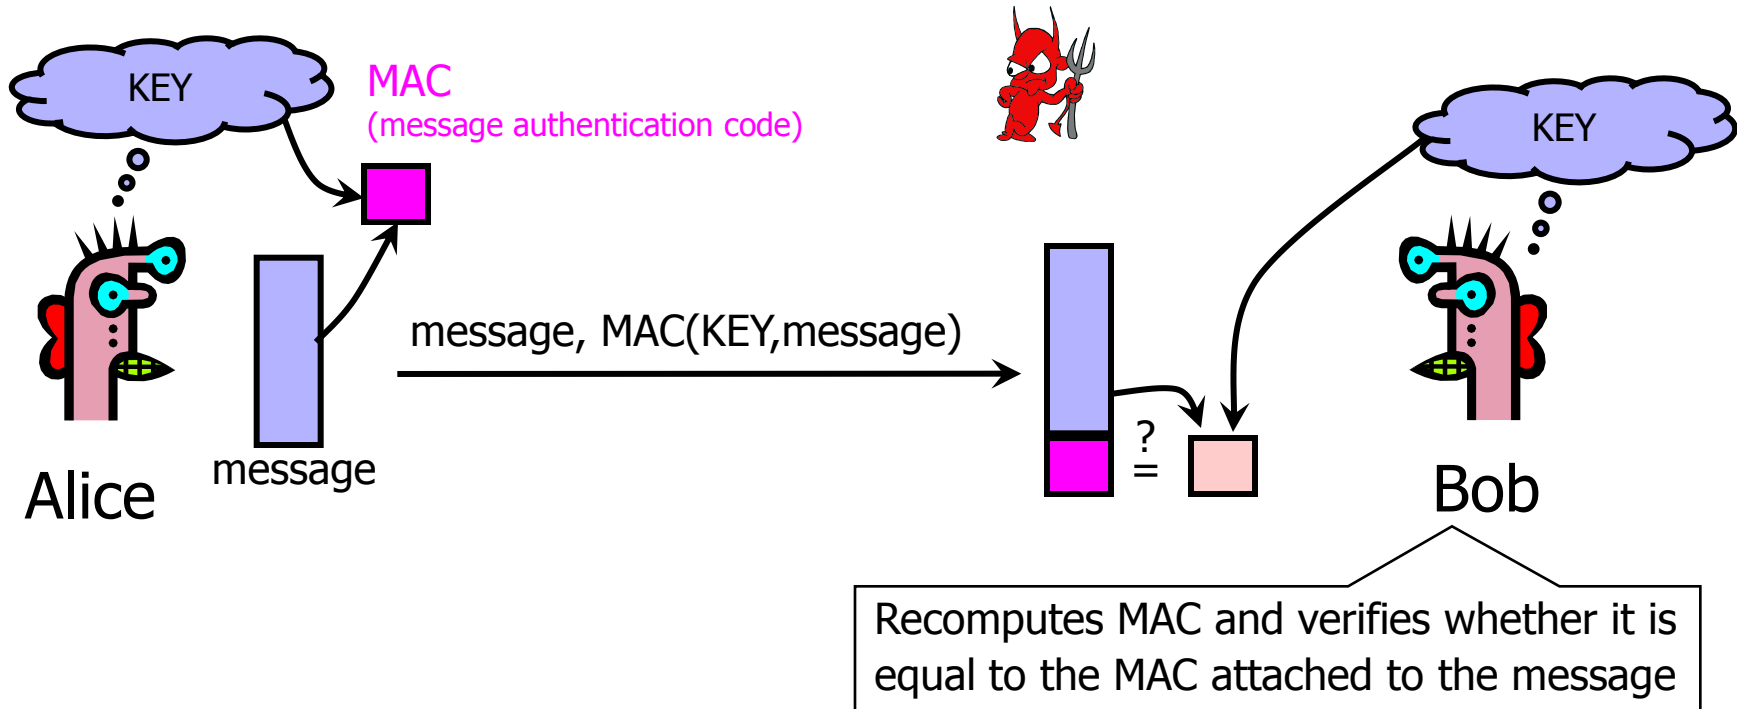 KEY
MAC
(message authentication code)
KEY
message, MAC(KEY,message)
?
=
message
Alice
Bob
Recomputes MAC and verifies whether it is
equal to the MAC attached to the message